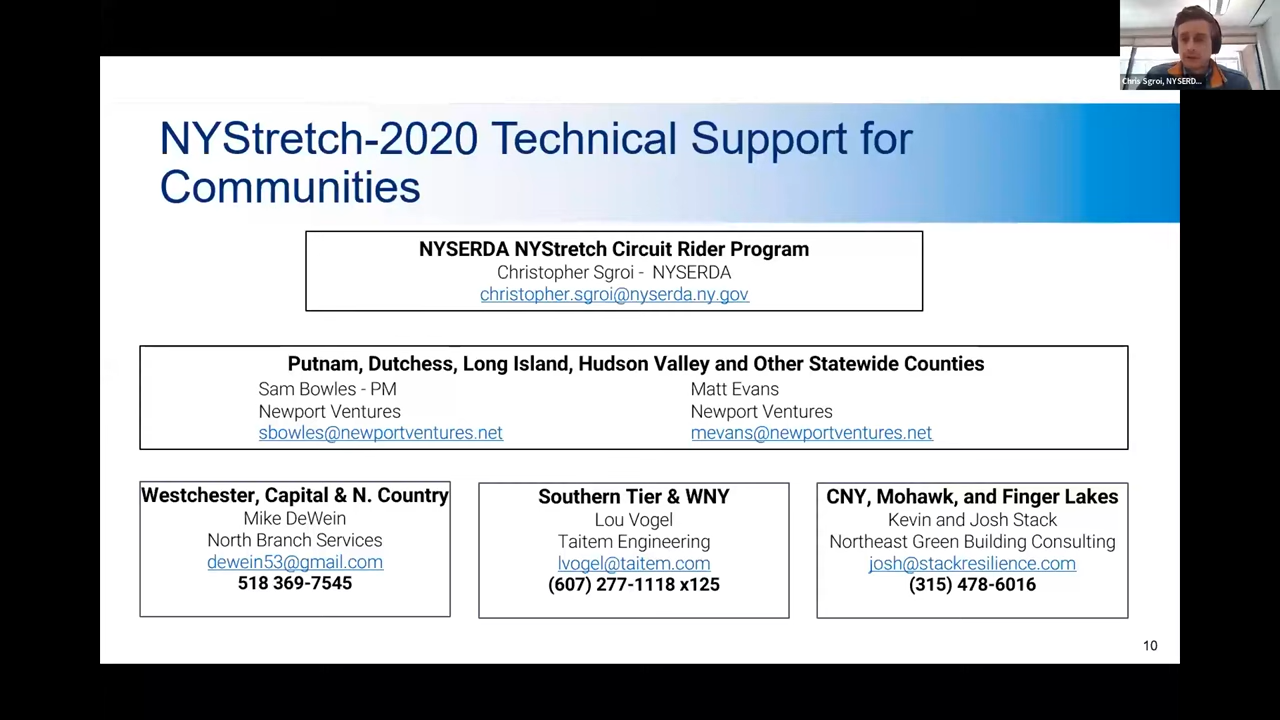 Chris Sgroi, NYSERD...
NYStretch-2020 Technical Support for
Communities
NYSERDA NYStretch Circuit Rider Program
Christopher Sgroi - NYSERDA
christopher.sgroi@nyserda.ny.gov
Putnam, Dutchess, Long Island, Hudson Valley and Other Statewide Counties
Sam Bowles - PM
Newport Ventures
sbowles@newportventures.net
Matt Evans
Newport Ventures
mevans@newportventures.net
Westchester, Capital & N. Country
Mike DeWein
North Branch Services
dewein53@gmail.com
518 369-7545
Southern Tier & WNY
Lou Vogel
Taitem Engineering
lvogel@taitem.com
(607) 277-1118 x125
CNY, Mohawk, and Finger Lakes
Kevin and Josh Stack
Northeast Green Building Consulting
josh@stackresilience.com
(315) 478-6016
10